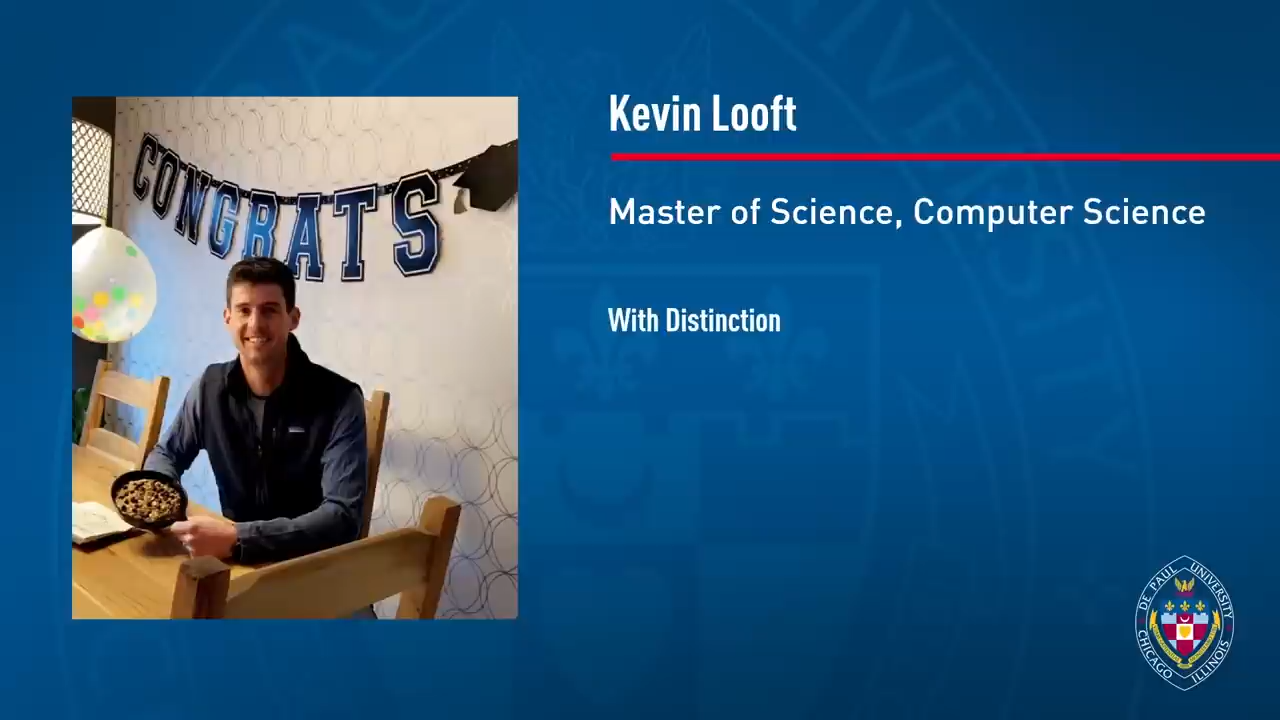 CONGRATS
Kevin Looft
Master of Science, Computer Science
With Distinction
DE PAUL UNIVERSITY
CHICAGO ILLINOIS